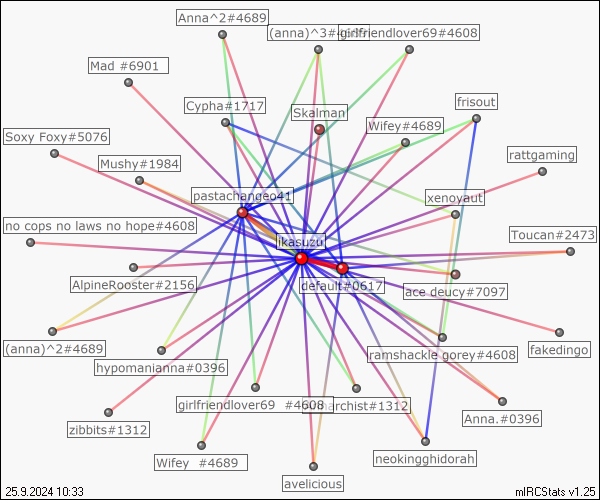 Anna^2#4689
(anna)^3#4
girlfriendlover69#4608
Mad #6901
Cypha#1717
Skalman
frisout
Wifey#4689
Soxy Foxy#5076
Mushy#1984
rattgaming
pastachangeo41
xenoyaut
no cops no laws no hope#4608
ikasuzu
Toucan#2473
AlpineRooster#2156
default#0617
ace deucy#7097
(anna)^2#4689
hypomanianna#0396
ramshackle gorey#4608
fakedingo
girlfriendlover69 #4608
archist#1312
Anna.#0396
zibbits#1312
Wifey #4689
neokingghidorah
avelicious
25.9.2024 10:33
mIRCStats v1.25